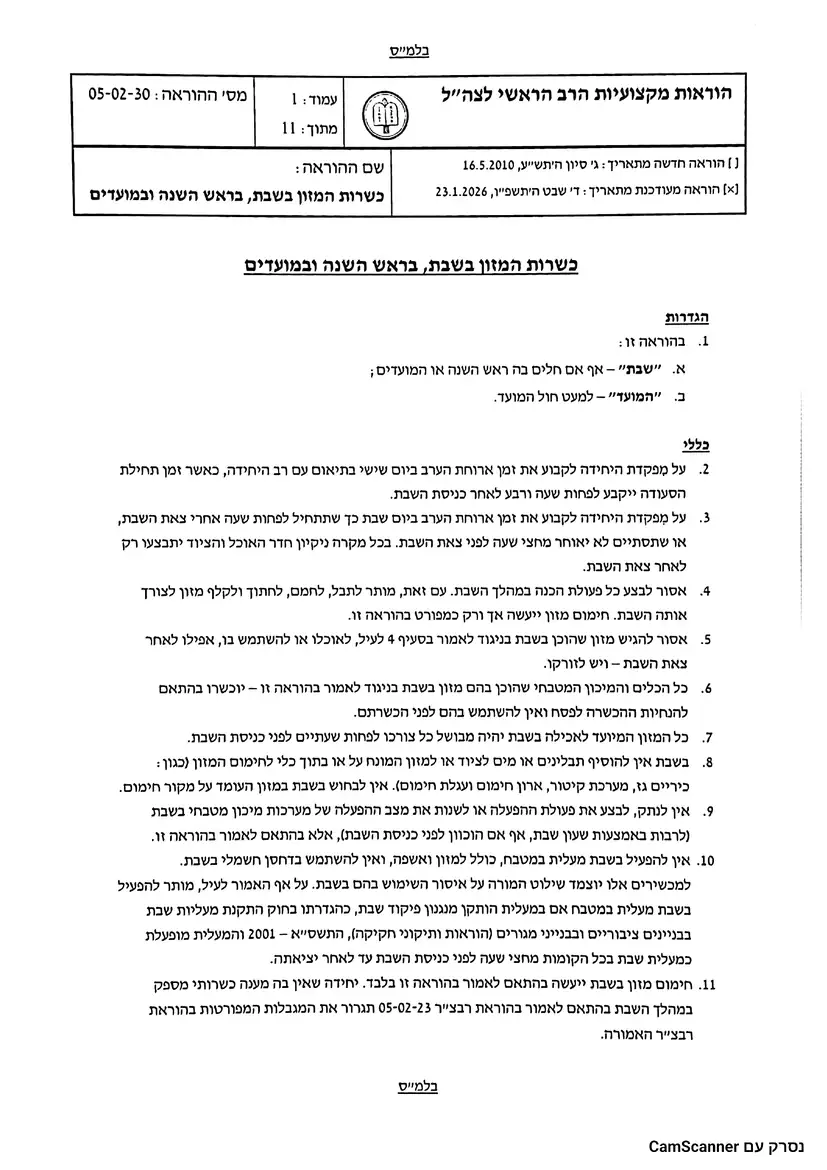 בלמ״ס
הוראות מקצועיות הרב הראשי לצה״ל
עמוד: 1
מתוך: 11
מס׳ ההוראה: 05-02-30
[ ] הוראה חדשה מתאריך: ג׳ סיון ה׳תש״ע, 16.5.2010
[×] הוראה מעודכנת מתאריך: ד׳ שבט ה׳תשפ״ו, 23.1.2026
שם ההוראה:
כשרות המזון בשבת, בראש השנה ובמועדים
כשרות המזון בשבת, בראש השנה ובמועדים
הגדרות
1. בהוראה זו:
א. ״שבת״ – אף אם חלים בה ראש השנה או המועדים;
ב. ״המועד״ – למעט חול המועד.
כללי
2. על מְפקדת היחידה לקבוע את זמן ארוחת הערב ביום שישי בתיאום עם רב היחידה, כאשר זמן תחילת
הסעודה ייקבע לפחות שעה ורבע לאחר כניסת השבת.
3. על מְפקדת היחידה לקבוע את זמן ארוחת הערב ביום שבת כך שתתחיל לפחות שעה אחרי צאת השבת,
או שתסתיים לא יאוחר מחצי שעה לפני צאת השבת. בכל מקרה ניקיון חדר האוכל והציוד יתבצעו רק
לאחר צאת השבת.
4. אסור לבצע כל פעולת הכנה במהלך השבת. עם זאת, מותר לתבל, לחמם, לחתוך ולקלף מזון לצורך
אותה השבת. חימום מזון ייעשה אך ורק כמפורט בהוראה זו.
5. אסור להגיש מזון שהוכן בשבת בניגוד לאמור בסעיף 4 לעיל, לאוכלו או להשתמש בו, אפילו לאחר
צאת השבת – ויש לזורקו.
6. כל הכלים והמיכון המטבחי שהוכן בהם מזון בשבת בניגוד לאמור בהוראה זו – יוכשרו בהתאם
להנחיות ההכשרה לפסח ואין להשתמש בהם לפני הכשרתם.
7. כל המזון המיועד לאכילה בשבת יהיה מבושל כל צורכו לפחות שעתיים לפני כניסת השבת.
8. בשבת אין להוסיף תבלינים או מים לציוד או למזון המונח על או בתוך כלי לחימום המזון (כגון:
כיריים גז, מערכת קיטור, ארון חימום ועגלת חימום). אין לבחוש בשבת במזון העומד על מקור חימום.
9. אין לנתק, לבצע את פעולת ההפעלה או לשנות את מצב ההפעלה של מערכות מיכון מטבחי בשבת
(לרבות באמצעות שעון שבת, אף אם הוכוון לפני כניסת השבת), אלא בהתאם לאמור בהוראה זו.
10. אין להפעיל בשבת מעלית במטבח, כולל למזון ואשפה, ואין להשתמש בדחסן חשמלי בשבת.
למכשירים אלו יוצמד שילוט המורה על איסור השימוש בהם בשבת. על אף האמור לעיל, מותר להפעיל
בשבת מעלית במטבח אם במעלית הותקן מנגנון פיקוד שבת, כהגדרתו בחוק התקנת מעליות שבת
בבניינים ציבוריים ובבנייני מגורים (הוראות ותיקוני חקיקה), התשס״א – 2001 והמעלית מופעלת
כמעלית שבת בכל הקומות מחצי שעה לפני כניסת השבת עד לאחר יציאתה.
11. חימום מזון בשבת ייעשה בהתאם לאמור בהוראה זו בלבד. יחידה שאין בה מענה כשרותי מספק
במהלך השבת בהתאם לאמור בהוראת רבצ״ר 05-02-23 תגרור את המגבלות המפורטות בהוראת
רבצ״ר האמורה.
בלמ״ס
נסרק עם CamScanner